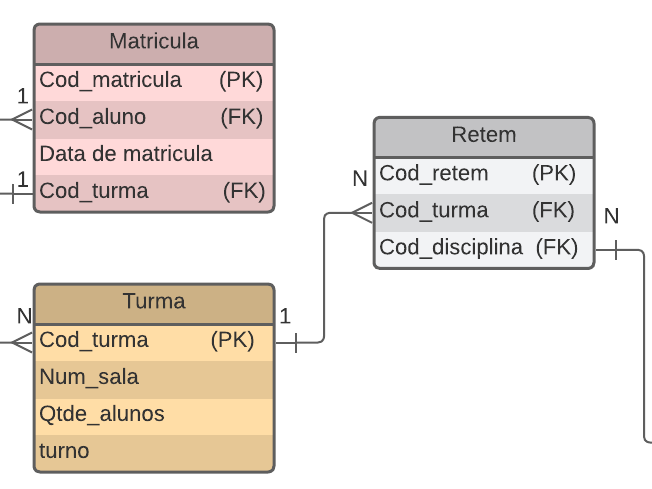 Matricula
1
Cod_matricula (PK)
Cod_aluno (FK)
Data de matricula
1
Cod_turma (FK)
Retem
N
Cod_retem (PK)
Cod_turma (FK)
N
Cod_disciplina (FK)
Turma
N
1
Cod_turma (PK)
Num_sala
Qtde_alunos
turno